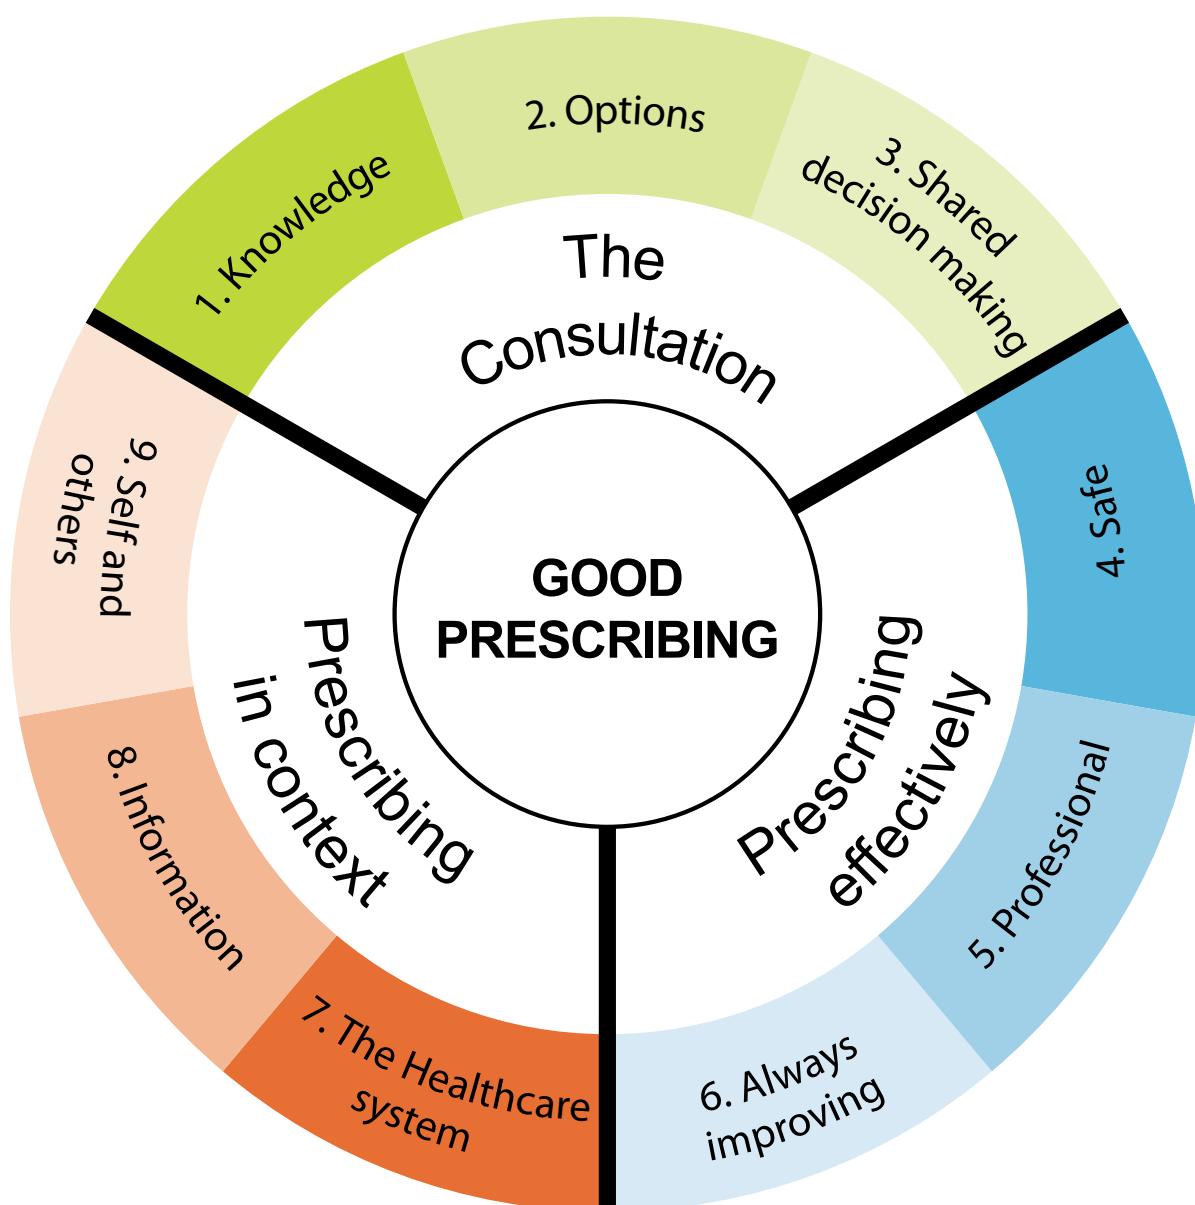 GOOD
PRESCRIBING
The
Consultation
1. Knowledge
2. Options
3. Shared
decision making
Prescribing
effectively
4. Safe
5. Professional
6. Always
improving
Prescribing
in context
7. The Healthcare
system
8. Information
9. Self and
others